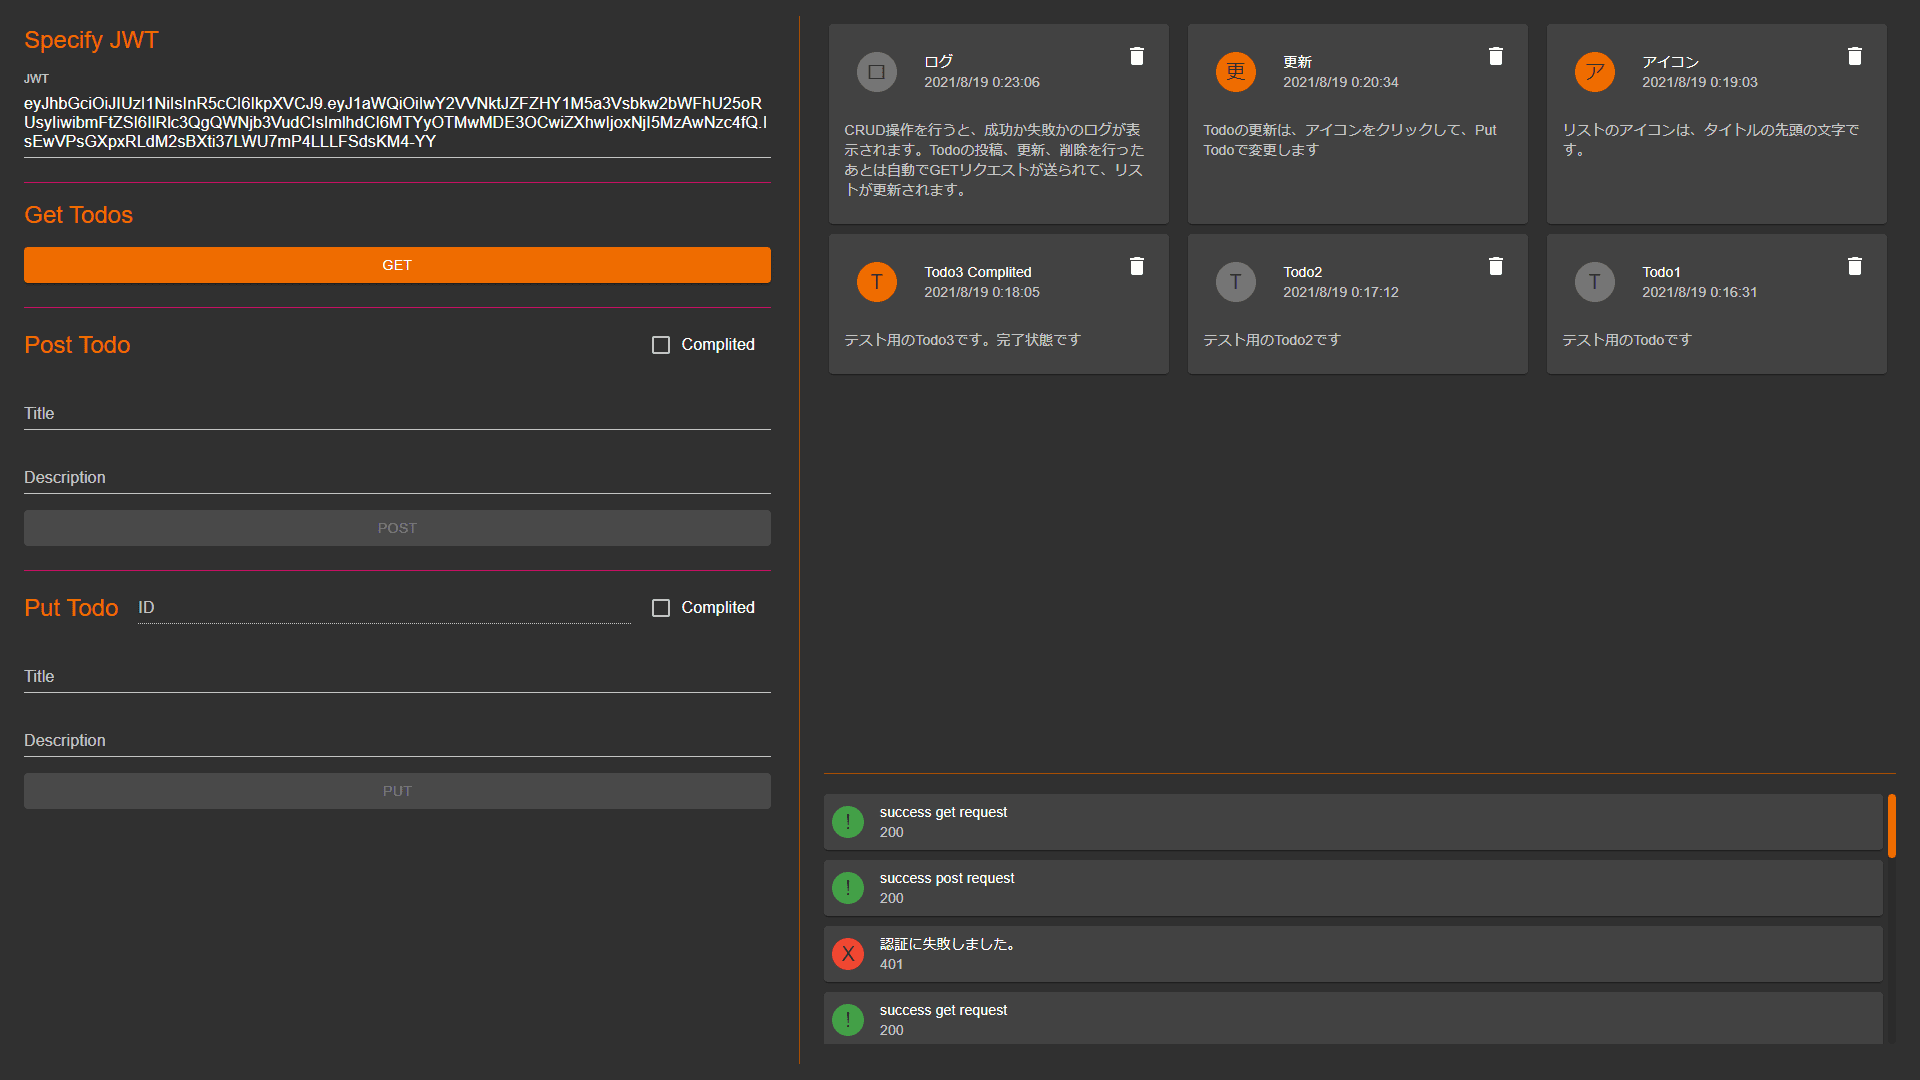 Specify JWT
JWT
eyJhbGciOiJIUzI1NiIsInR5cCI6IkpXVCJ9.eyJ1aWQiOiIwY2VVNktJZFZHY1M5a3Vsbkw2bWFhU25oR
UsyIiwibmFtZSI6IlRlc3QgQWNjb3VudCIsImlhdCI6MTYyOTMwMDE3OCwiZXhwIjoxNjI5MzAwNzc4fQ.I
sEwVPsGXpxRLdM2sBXti37LWU7mP4LLLFSdsKM4-YY
Get Todos
GET
Post Todo
Complited
Title
Description
POST
Put Todo
ID
Complited
Title
Description
PUT
ロ
ログ
2021/8/19 0:23:06
CRUD操作を行うと、成功か失敗かのログが表
示されます。Todoの投稿、更新、削除を行った
あとは自動でGETリクエストが送られて、リス
トが更新されます。
更
更新
2021/8/19 0:20:34
Todoの更新は、アイコンをクリックして、Put
Todoで変更します
ア
アイコン
2021/8/19 0:19:03
リストのアイコンは、タイトルの先頭の文字で
す。
T
Todo3 Complited
2021/8/19 0:18:05
テスト用のTodo3です。完了状態です
T
Todo2
2021/8/19 0:17:12
テスト用のTodo2です
T
Todo1
2021/8/19 0:16:31
テスト用のTodoです
!
success get request
200
!
success post request
200
X
認証に失敗しました。
401
!
success get request
200